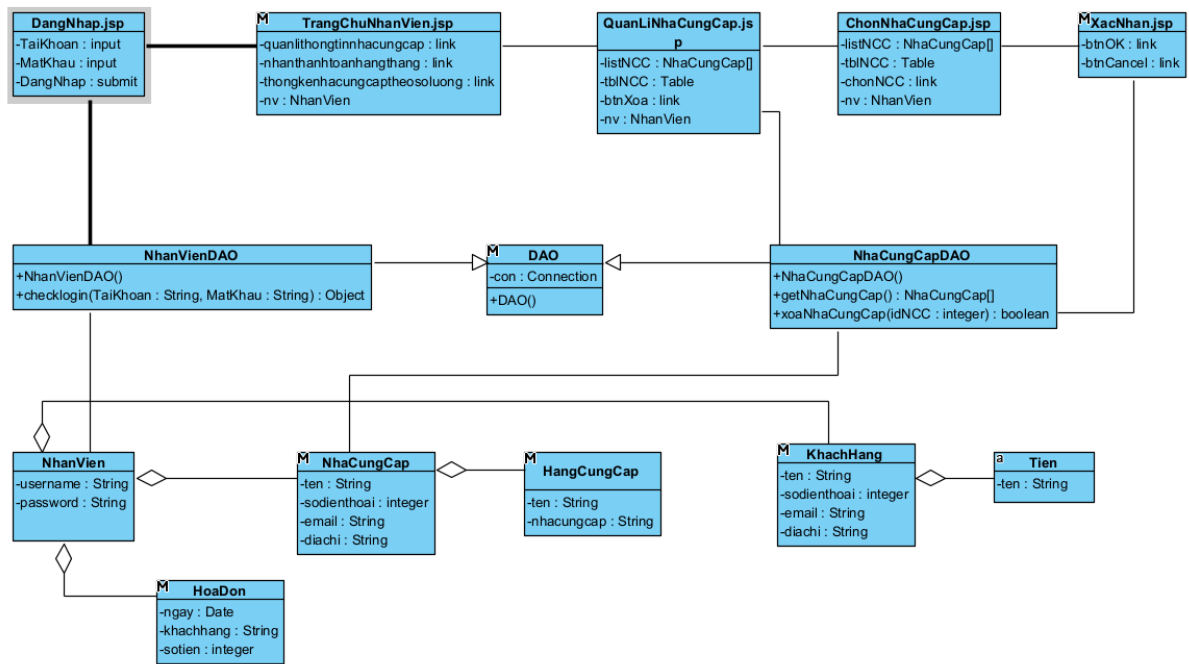 DangNhap.jsp
-TaiKhoan : input
-MatKhau : input
-DangNhap : submit
M
TrangChuNhanVien.jsp
-quanlithongtinnhacungcap : link
-nhanthanhtoanhangthang : link
-thongkenhacungcaptheosoluong : link
-nv : NhanVien
QuanLiNhaCungCap.js
p
-listNCC : NhaCungCap[]
-tblNCC : Table
-btnXoa : link
-nv : NhanVien
ChonNhaCungCap.jsp
-listNCC : NhaCungCap[]
-tblNCC : Table
-chonNCC : link
-nv : NhanVien
M
XacNhan.jsp
-btnOK : link
-btnCancel : link
NhanVienDAO
+NhanVienDAO()
+checklogin(TaiKhoan : String, MatKhau : String) : Object
M
DAO
-con : Connection
+DAO()
NhaCungCapDAO
+NhaCungCapDAO()
+getNhaCungCap() : NhaCungCap[]
+xoaNhaCungCap(idNCC : integer) : boolean
NhanVien
-username : String
-password : String
M
NhaCungCap
-ten : String
-sodienthoai : integer
-email : String
-diachi : String
M
HangCungCap
-ten : String
-nhacungcap : String
M
KhachHang
-ten : String
-sodienthoai : integer
-email : String
-diachi : String
a
Tien
-ten : String
M
HoaDon
-ngay : Date
-khachhang : String
-sotien : integer